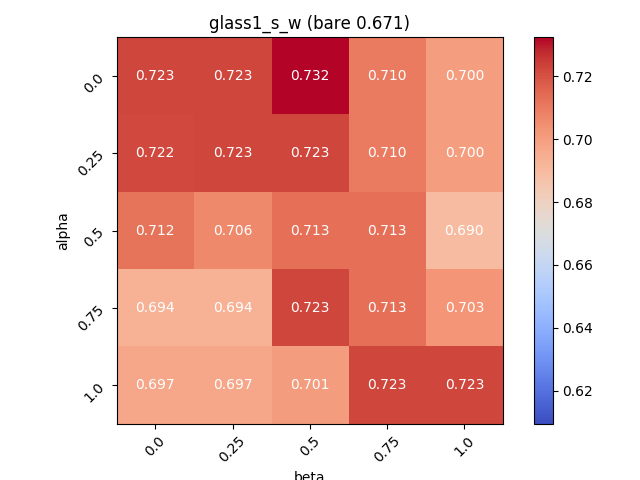 glass1_s_w (bare 0.671)
0.0 0.723 0.723 0.732 0.710 0.700
0.25 0.722 0.723 0.723 0.710 0.700
0.5 0.712 0.706 0.713 0.713 0.690
0.75 0.694 0.694 0.723 0.713 0.703
1.0 0.697 0.697 0.701 0.723 0.723
alpha
0.0 0.25 0.5 0.75 1.0
beta
0.72
0.70
0.68
0.66
0.64
0.62